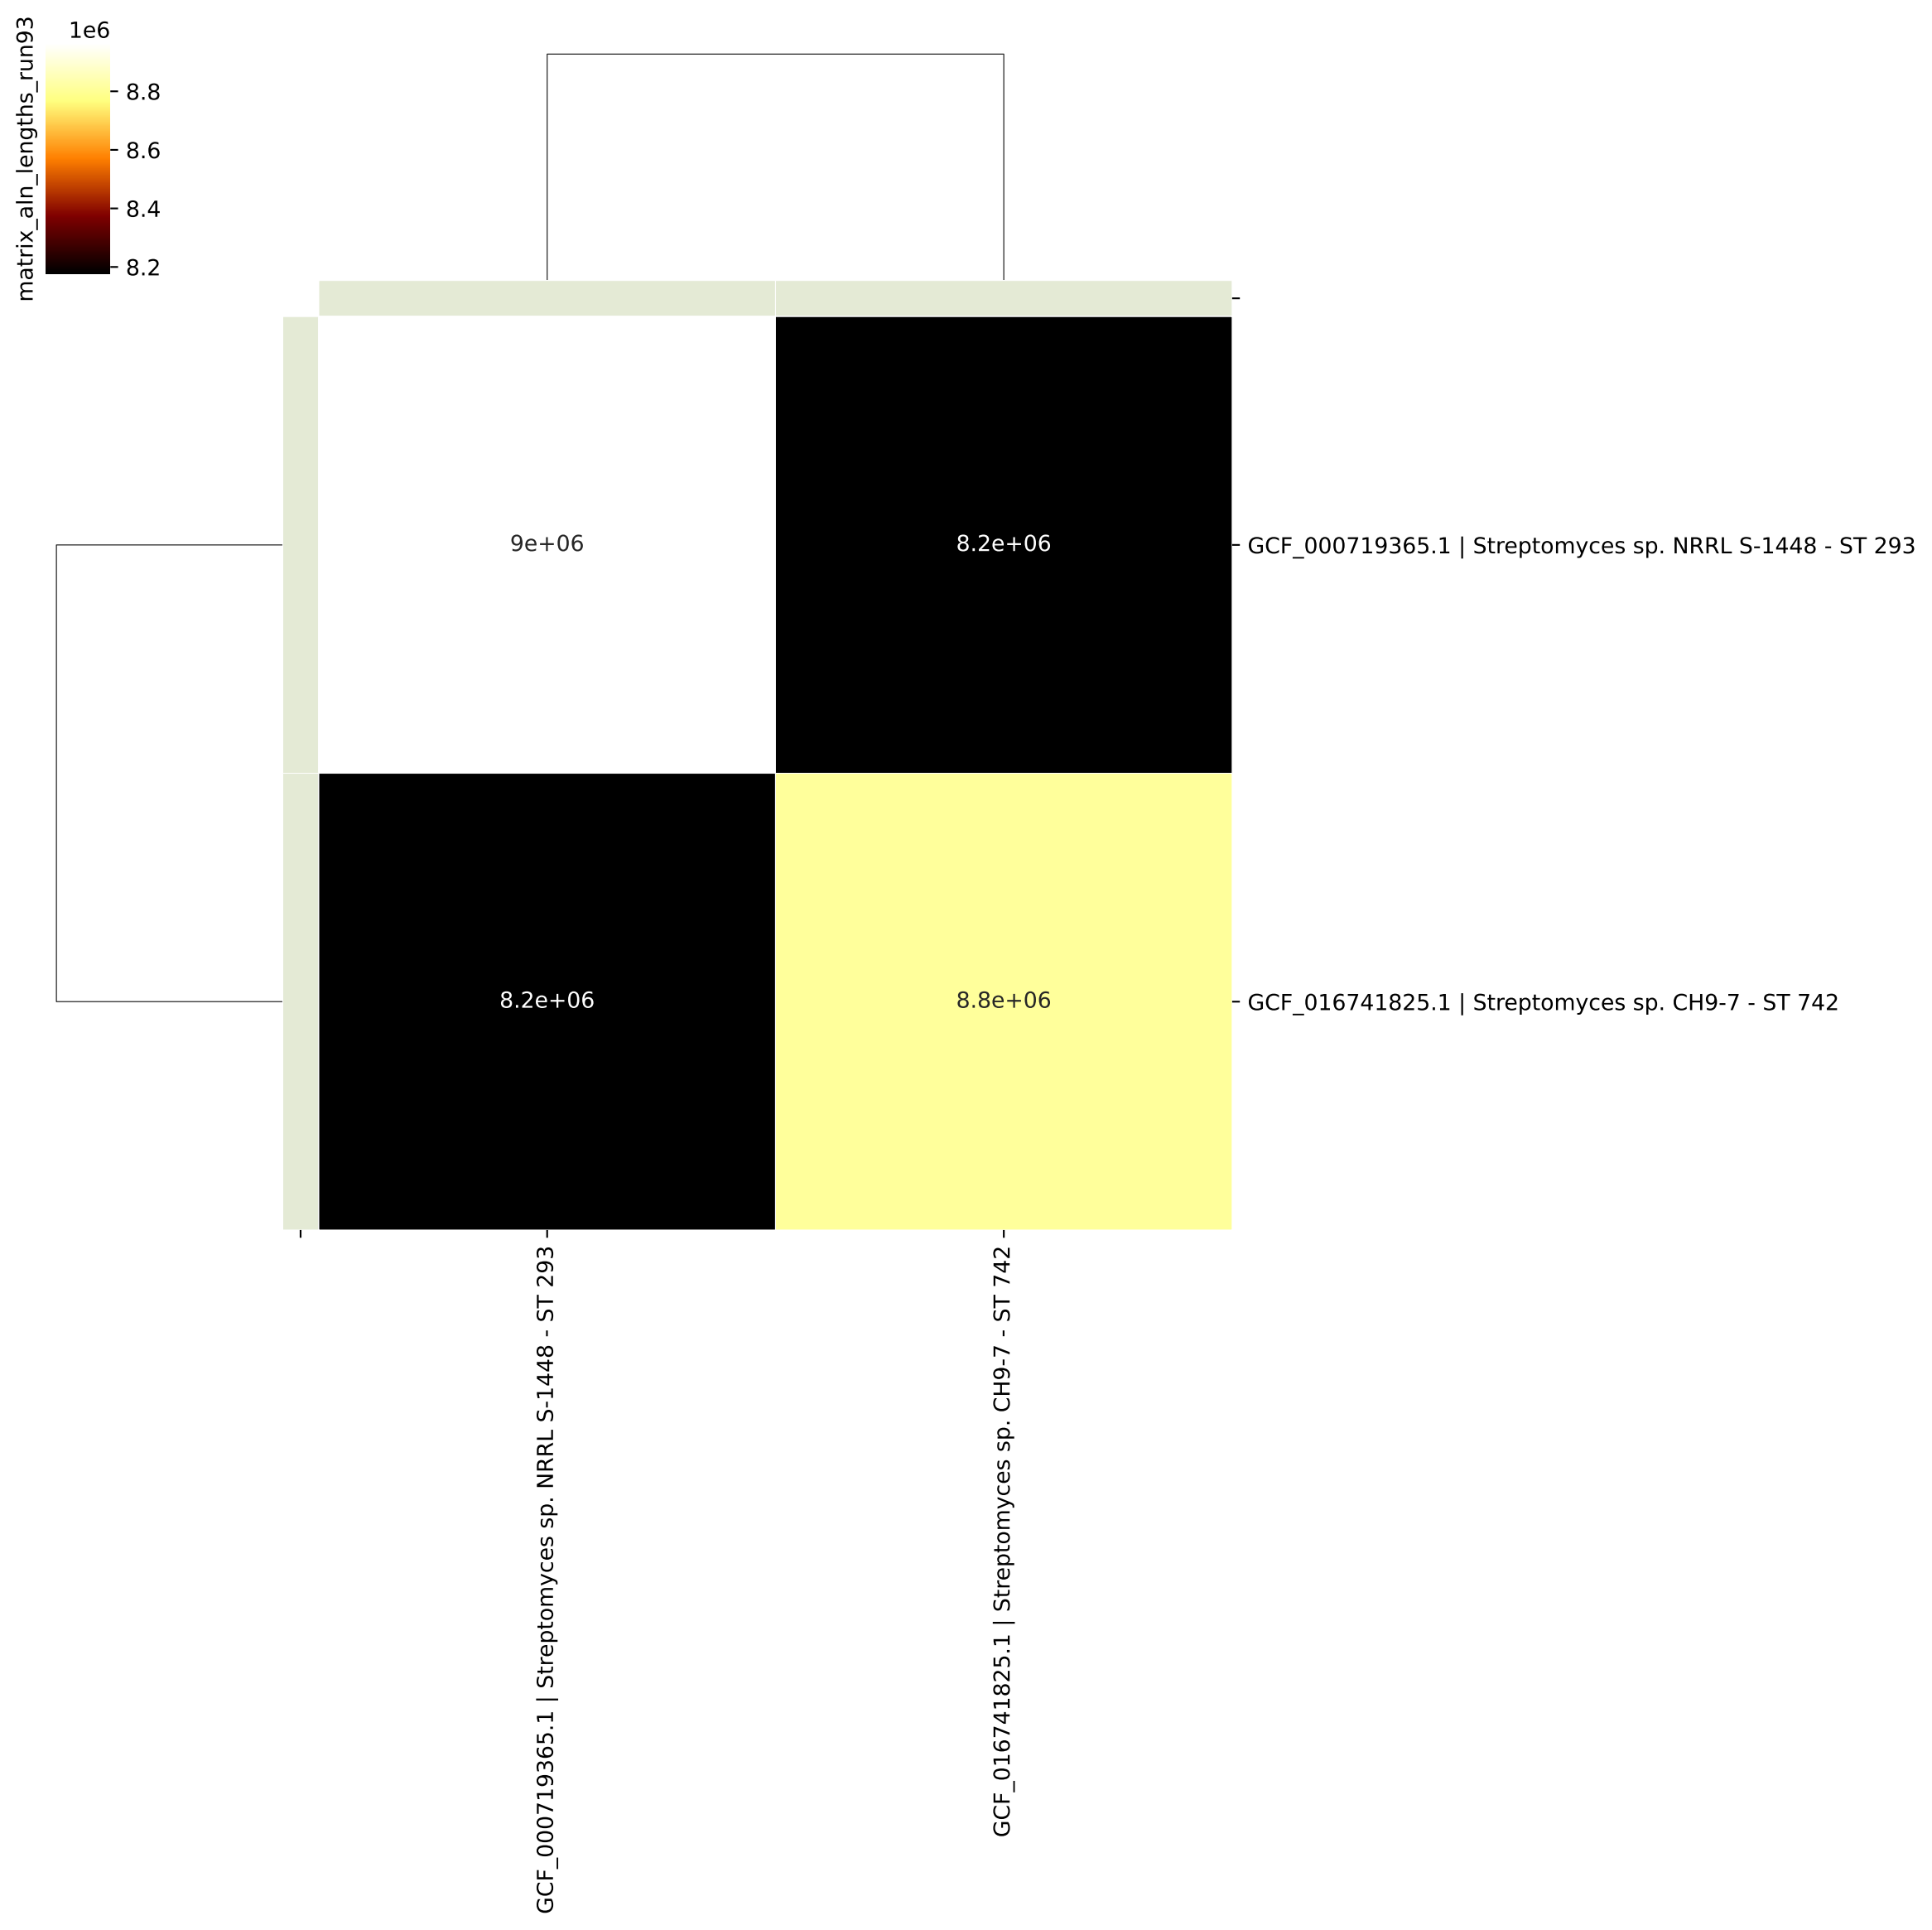 matrix_aln_lengths_run93
1e6
8.8
8.6
8.4
8.2
9e+06
8.2e+06
GCF_000719365.1 | Streptomyces sp. NRRL S-1448 - ST 293
8.2e+06
8.8e+06
GCF_016741825.1 | Streptomyces sp. CH9-7 - ST 742
GCF_000719365.1 | Streptomyces sp. NRRL S-1448 - ST 293
GCF_016741825.1 | Streptomyces sp. CH9-7 - ST 742